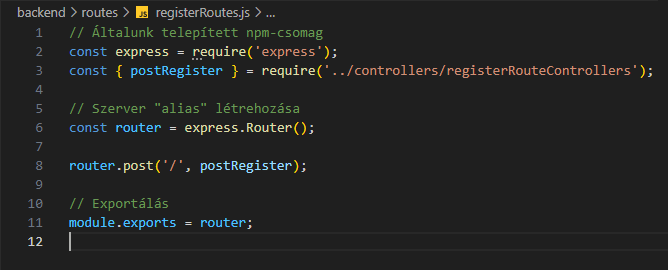 backend > routes > JS registerRoutes.js > ...
1 // Általunk telepített npm-csomag
2 const express = require('express');
3 const { postRegister } = require('../controllers/registerRouteControllers');
4
5 // Szerver "alias" létrehozása
6 const router = express.Router();
7
8 router.post('/', postRegister);
9
10 // Exportálás
11 module.exports = router;
12